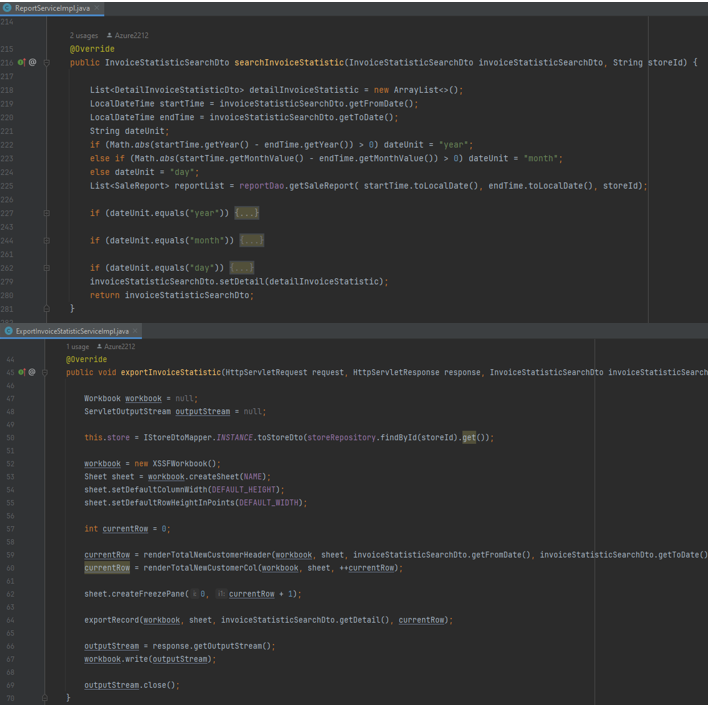 ReportServiceImpl.java
214
2 usages Azure2212
215 @Override
216 public InvoiceStatisticSearchDto searchInvoiceStatistic(InvoiceStatisticSearchDto invoiceStatisticSearchDto, String storeId) {
217
218 List<DetailInvoiceStatisticDto> detailInvoiceStatistic = new ArrayList<>();
219 LocalDateTime startTime = invoiceStatisticSearchDto.getFromDate();
220 LocalDateTime endTime = invoiceStatisticSearchDto.getToDate();
221 String dateUnit;
222 if (Math.abs(startTime.getYear() - endTime.getYear()) > 0) dateUnit = "year";
223 else if (Math.abs(startTime.getMonthValue() - endTime.getMonthValue()) > 0) dateUnit = "month";
224 else dateUnit = "day";
225 List<SaleReport> reportList = reportDao.getSaleReport( startTime.toLocalDate(), endTime.toLocalDate(), storeId);
226
227 if (dateUnit.equals("year")) {...}
243
244 if (dateUnit.equals("month")) {...}
261
262 if (dateUnit.equals("day")) {...}
279 invoiceStatisticSearchDto.setDetail(detailInvoiceStatistic);
280 return invoiceStatisticSearchDto;
281 }
ExportInvoiceStatisticServiceImpl.java
1 usage Azure2212
44 @Override
45 public void exportInvoiceStatistic(HttpServletRequest request, HttpServletResponse response, InvoiceStatisticSearchDto invoiceStatisticSearc
46
47 Workbook workbook = null;
48 ServletOutputStream outputStream = null;
49
50 this.store = IStoreDtoMapper.INSTANCE.toStoreDto(storeRepository.findById(storeId).get());
51
52 workbook = new XSSFWorkbook();
53 Sheet sheet = workbook.createSheet(NAME);
54 sheet.setDefaultColumnWidth(DEFAULT_HEIGHT);
55 sheet.setDefaultRowHeightInPoints(DEFAULT_WIDTH);
56
57 int currentRow = 0;
58
59 currentRow = renderTotalNewCustomerHeader(workbook, sheet, invoiceStatisticSearchDto.getFromDate(), invoiceStatisticSearchDto.getToDate()
60 currentRow = renderTotalNewCustomerCol(workbook, sheet, ++currentRow);
61
62 sheet.createFreezePane( 0, currentRow + 1);
63
64 exportRecord(workbook, sheet, invoiceStatisticSearchDto.getDetail(), currentRow);
65
66 outputStream = response.getOutputStream();
67 workbook.write(outputStream);
68
69 outputStream.close();
70 }